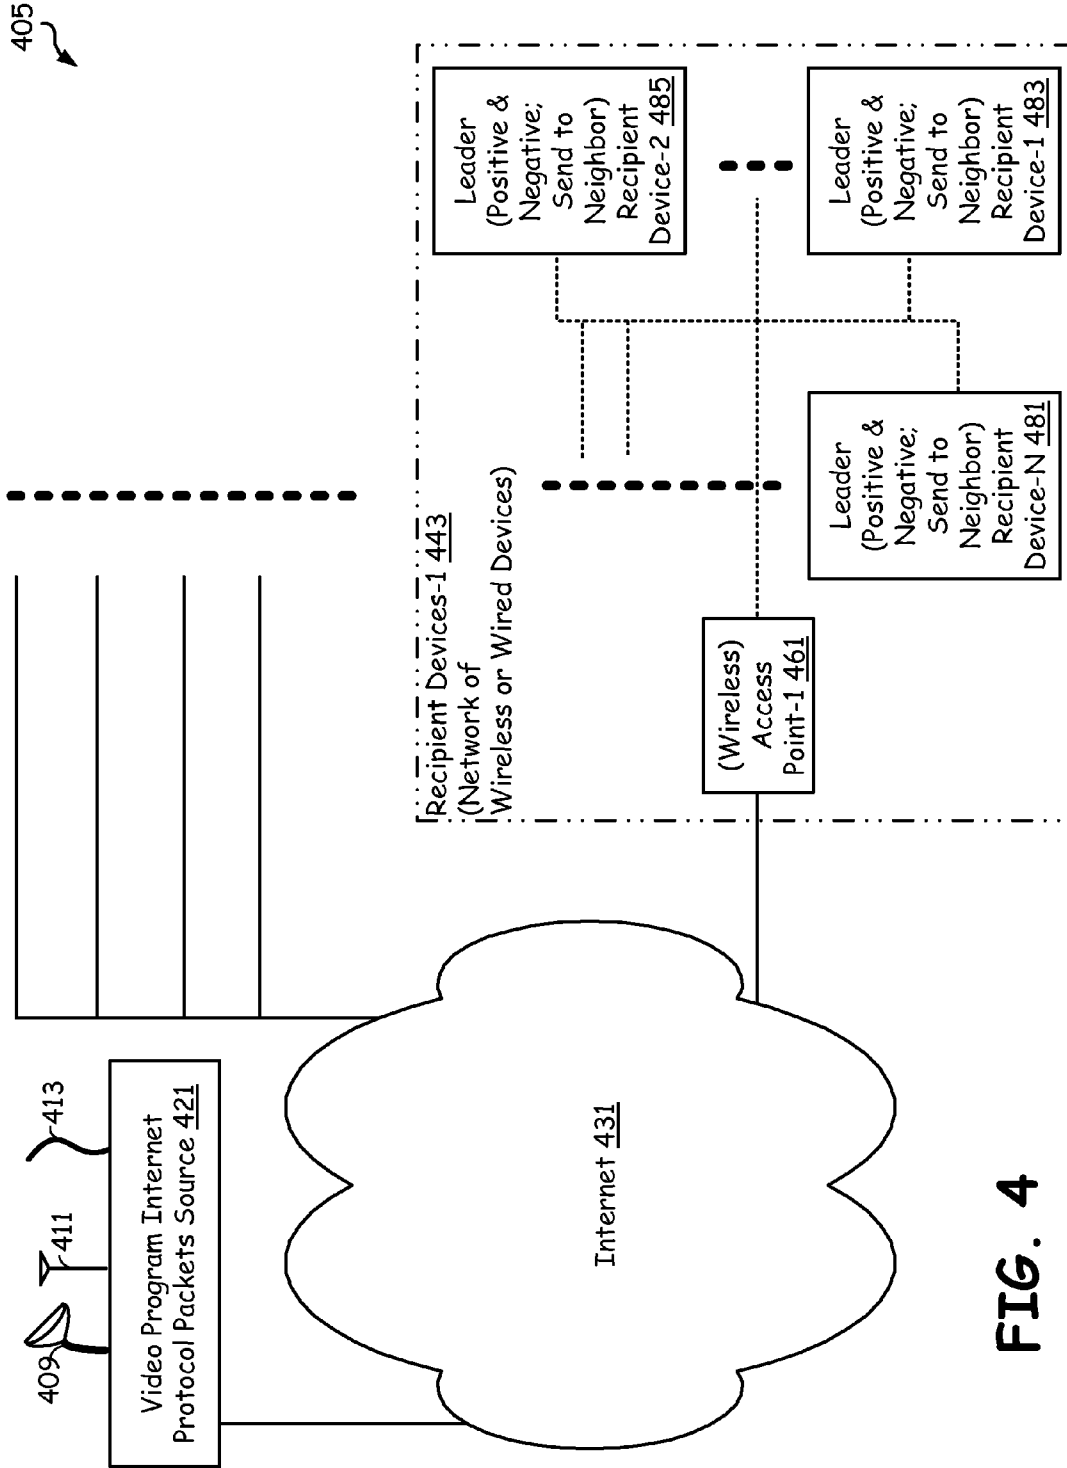 405
409
411
413
Video Program Internet
Protocol Packets Source 421
Internet 431
Recipient Devices-1 443
(Network of
Wireless or Wired Devices)
(Wireless)
Access
Point-1 461
Leader
(Positive &
Negative;
Send to
Neighbor)
Recipient
Device-2 485
Leader
(Positive &
Negative;
Send to
Neighbor)
Recipient
Device-N 481
Leader
(Positive &
Negative;
Send to
Neighbor)
Recipient
Device-1 483
FIG. 4